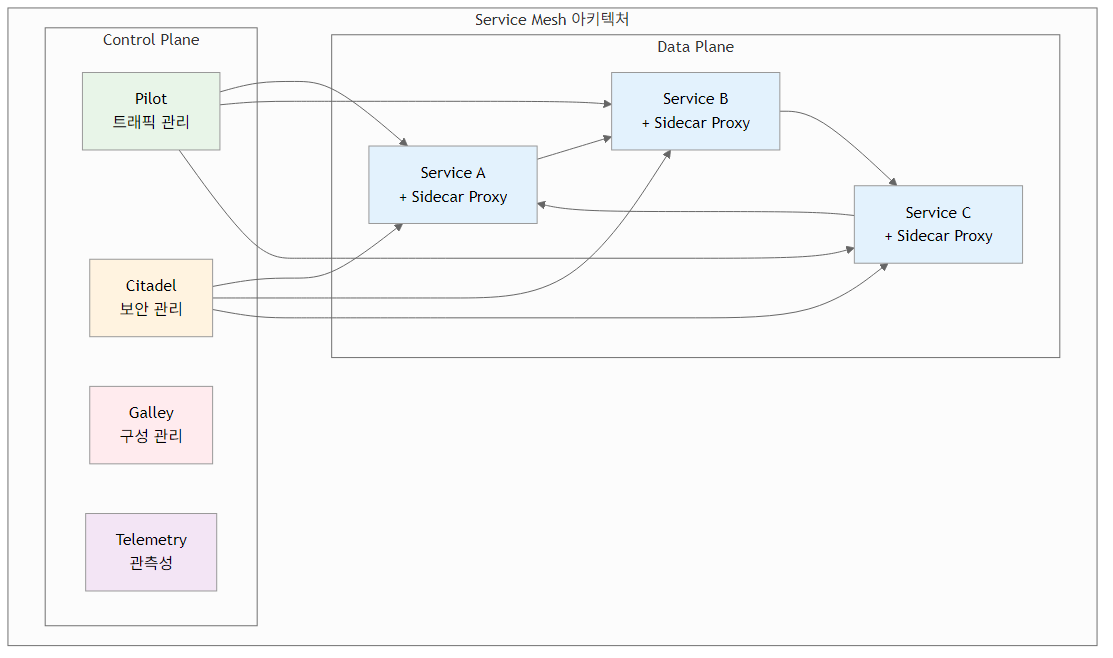 Service Mesh 아키텍처
Control Plane
Pilot
트래픽 관리
Citadel
보안 관리
Galley
구성 관리
Telemetry
관측성
Data Plane
Service A
+ Sidecar Proxy
Service B
+ Sidecar Proxy
Service C
+ Sidecar Proxy